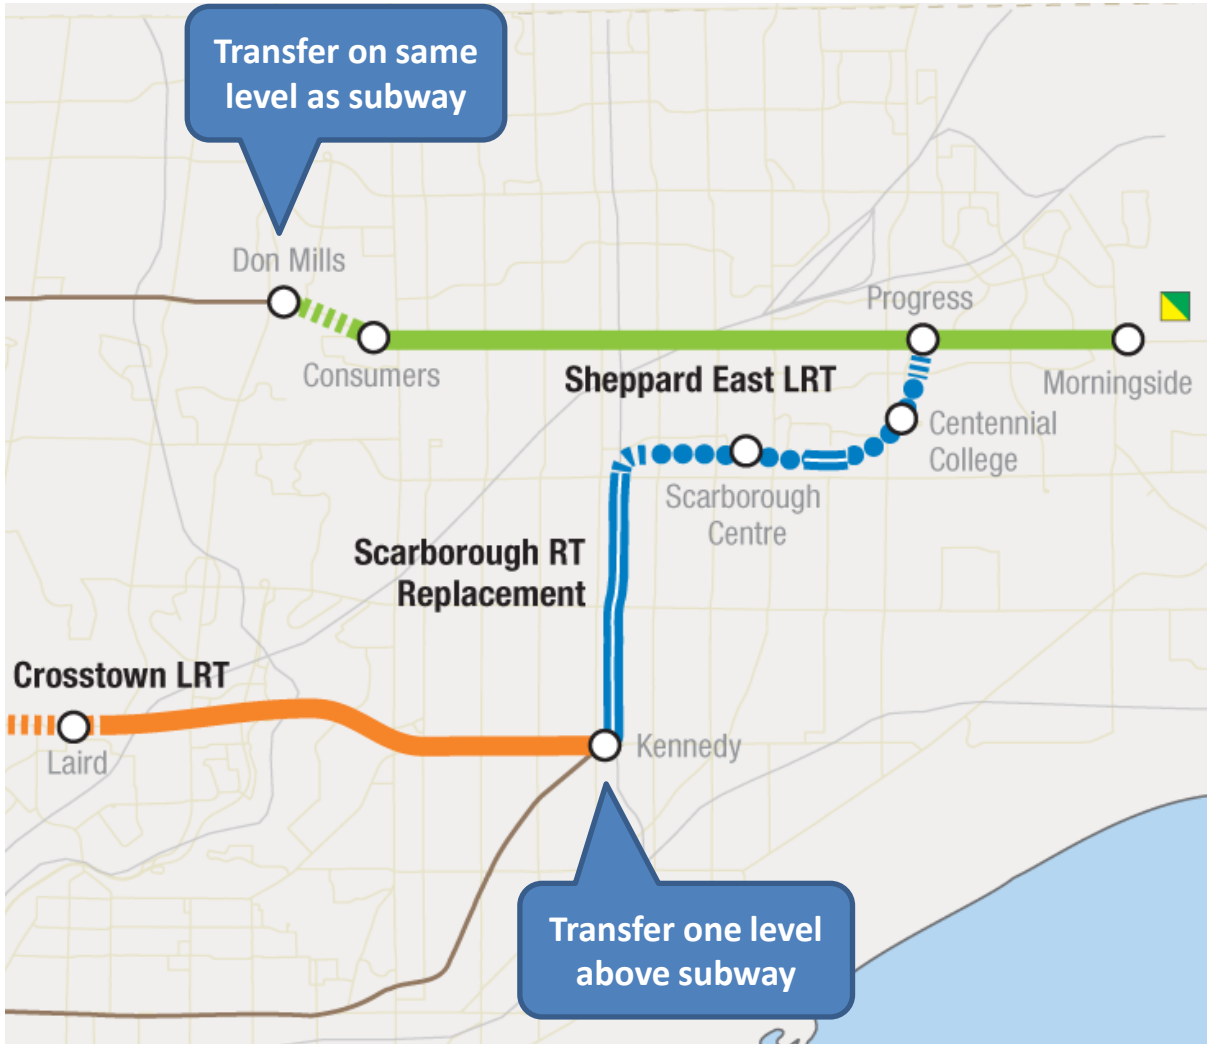 Transfer on same
level as subway
Don Mills
Progress
Consumers
Sheppard East LRT
Morningside
Centennial
College
Scarborough
Centre
Scarborough RT
Replacement
Crosstown LRT
Laird
Kennedy
Transfer one level
above subway